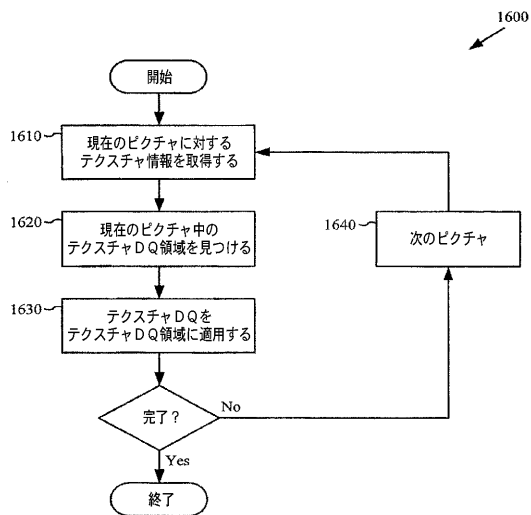 1600
開始
1610
現在のピクチャに対する
テクスチャ情報を取得する
1620
現在のピクチャ中の
テクスチャDQ領域を見つける
1640
次のピクチャ
1630
テクスチャDQを
テクスチャDQ領域に適用する
完了?
No
Yes
終了